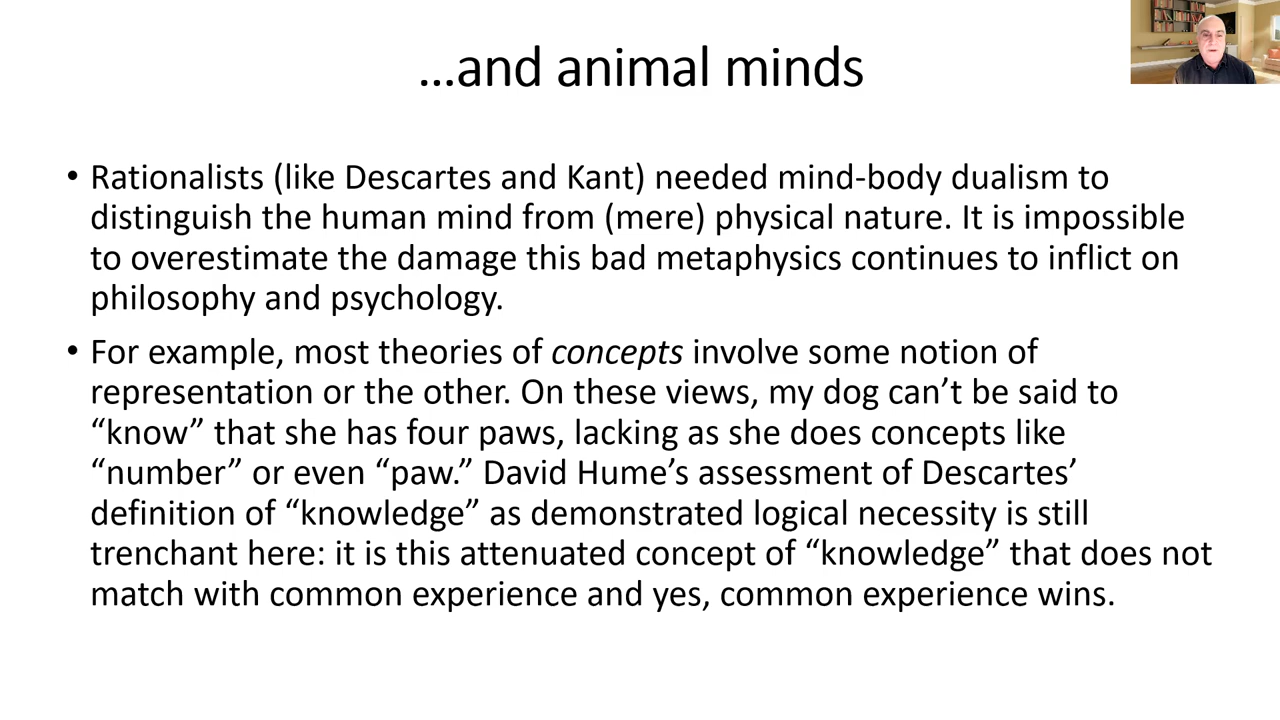 …and animal minds
• Rationalists (like Descartes and Kant) needed mind-body dualism to
distinguish the human mind from (mere) physical nature. It is impossible
to overestimate the damage this bad metaphysics continues to inflict on
philosophy and psychology.
• For example, most theories of concepts involve some notion of
representation or the other. On these views, my dog can’t be said to
“know” that she has four paws, lacking as she does concepts like
“number” or even “paw.” David Hume’s assessment of Descartes’
definition of “knowledge” as demonstrated logical necessity is still
trenchant here: it is this attenuated concept of “knowledge” that does not
match with common experience and yes, common experience wins.